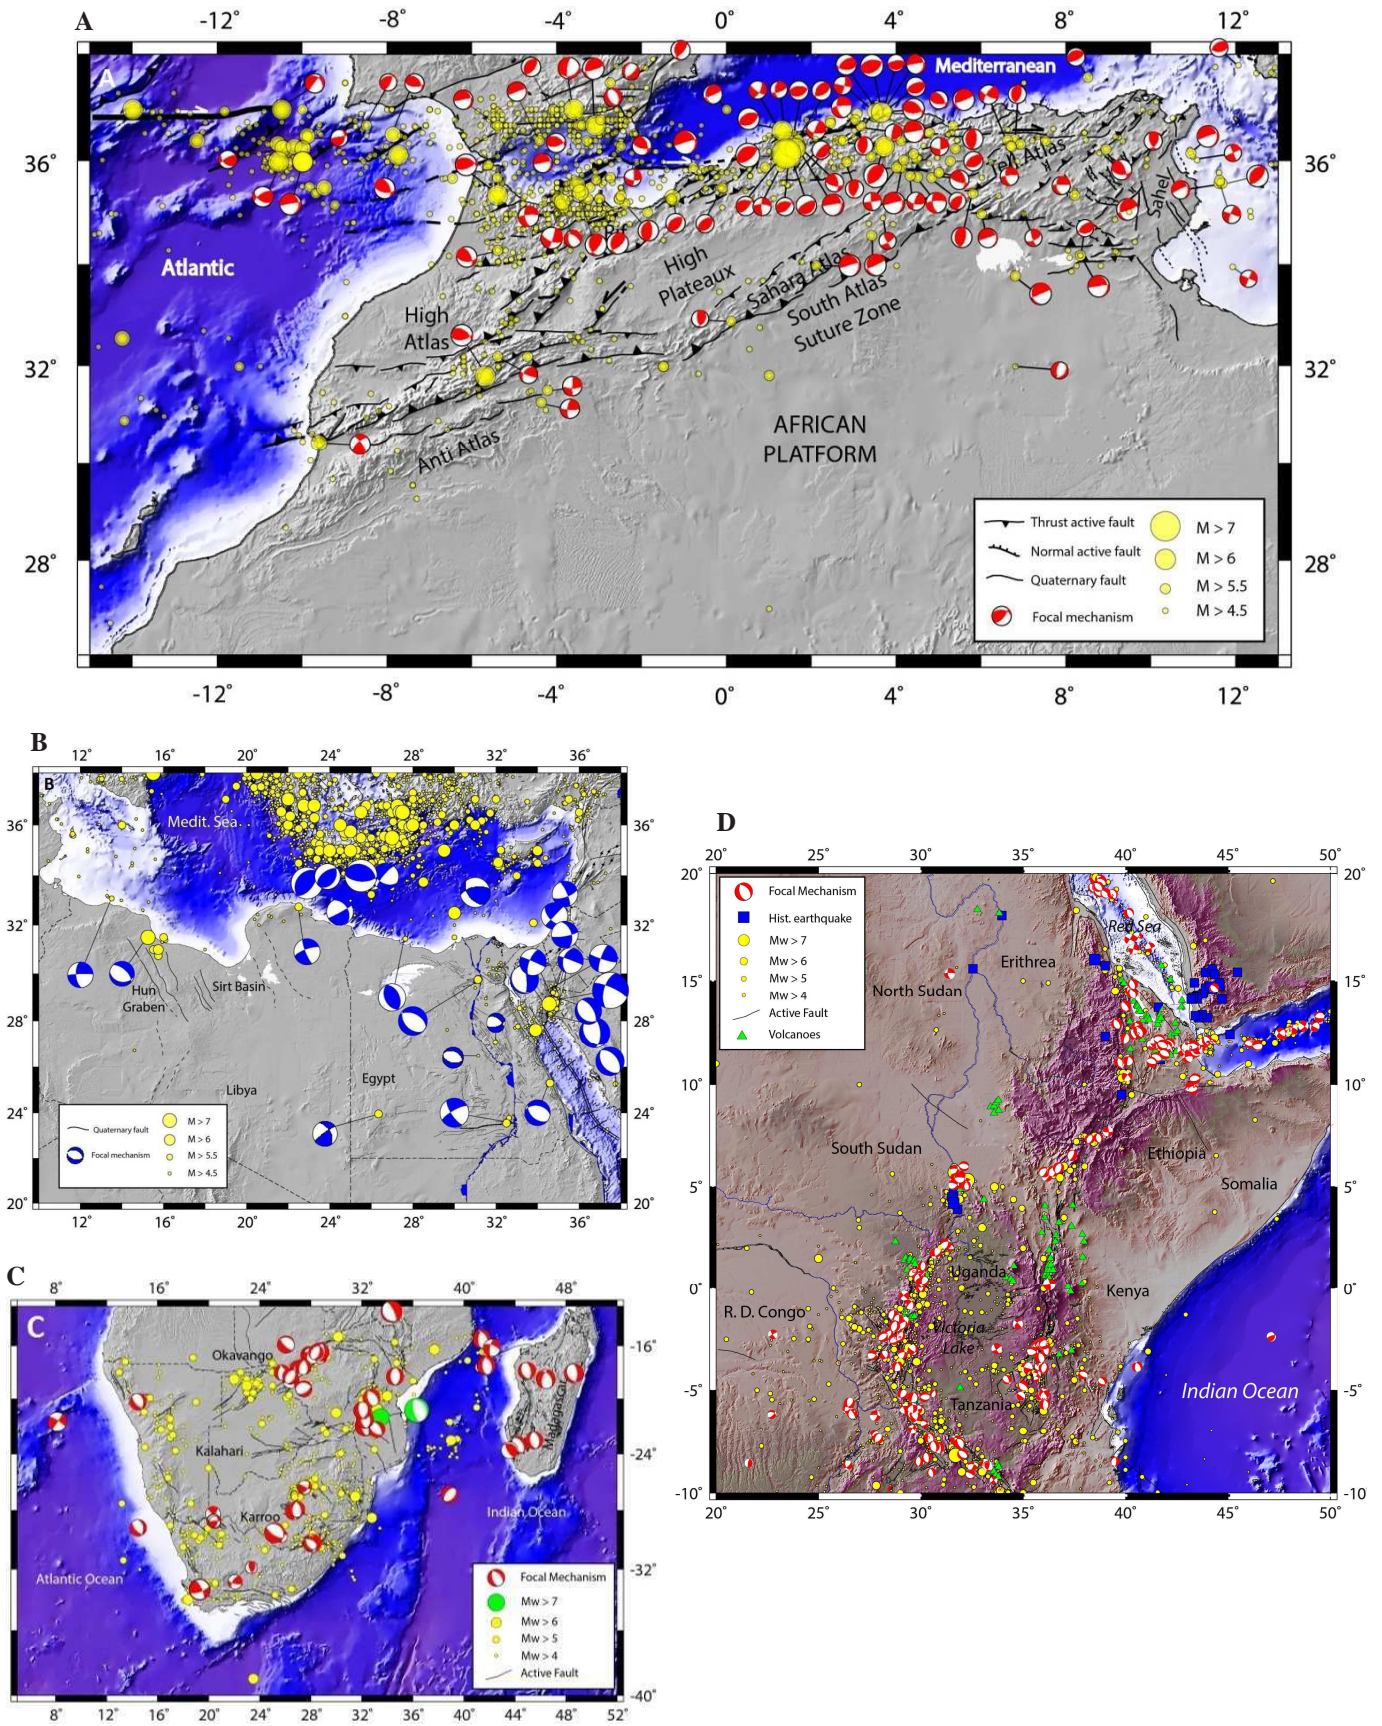 A
-12° -8° -4° 0° 4° 8° 12°
A
Mediterranean
36° 36°
Tell Atlas
Sahel
Rif
Atlantic
High
Plateaux
Sahara Atlas
South Atlas
Suture Zone
High
Atlas
32° 32°
Anti Atlas
AFRICAN
PLATFORM
Thrust active fault
Normal active fault
Quaternary fault
Focal mechanism
M > 7
M > 6
M > 5.5
M > 4.5
28° 28°
-12° -8° -4° 0° 4° 8° 12°
B
12° 16° 20° 24° 28° 32° 36°
B
Medit. Sea
36° 36°
32° 32°
Hun
Graben
Sirt Basin
28° 28°
Libya
Egypt
24° 24°
Quaternary fault
Focal mechanism
M > 7
M > 6
M > 5.5
M > 4.5
20° 20°
12° 16° 20° 24° 28° 32° 36°
C
8° 16° 24° 32° 40° 48°
C
Okavango
-16°
Madagascar
Kalahari
-24°
Karroo
Indian Ocean
Atlantic Ocean
-32°
Focal Mechanism
Mw > 7
Mw > 6
Mw > 5
Mw > 4
Active Fault
-40°
8° 12° 16° 20° 24° 28° 32° 36° 40° 44° 48° 52°
D
20° 25° 30° 35° 40° 45° 50°
20° 20°
Focal Mechanism
Hist. earthquake
Mw > 7
Mw > 6
Mw > 5
Mw > 4
Active Fault
Volcanoes
Red Sea
Erithrea
North Sudan
15° 15°
10° 10°
South Sudan
Ethiopia
Somalia
5° 5°
Uganda
0° 0°
Kenya
R. D. Congo
Victoria
Lake
-5° -5°
Tanzania
Indian Ocean
-10° -10°
20° 25° 30° 35° 40° 45° 50°